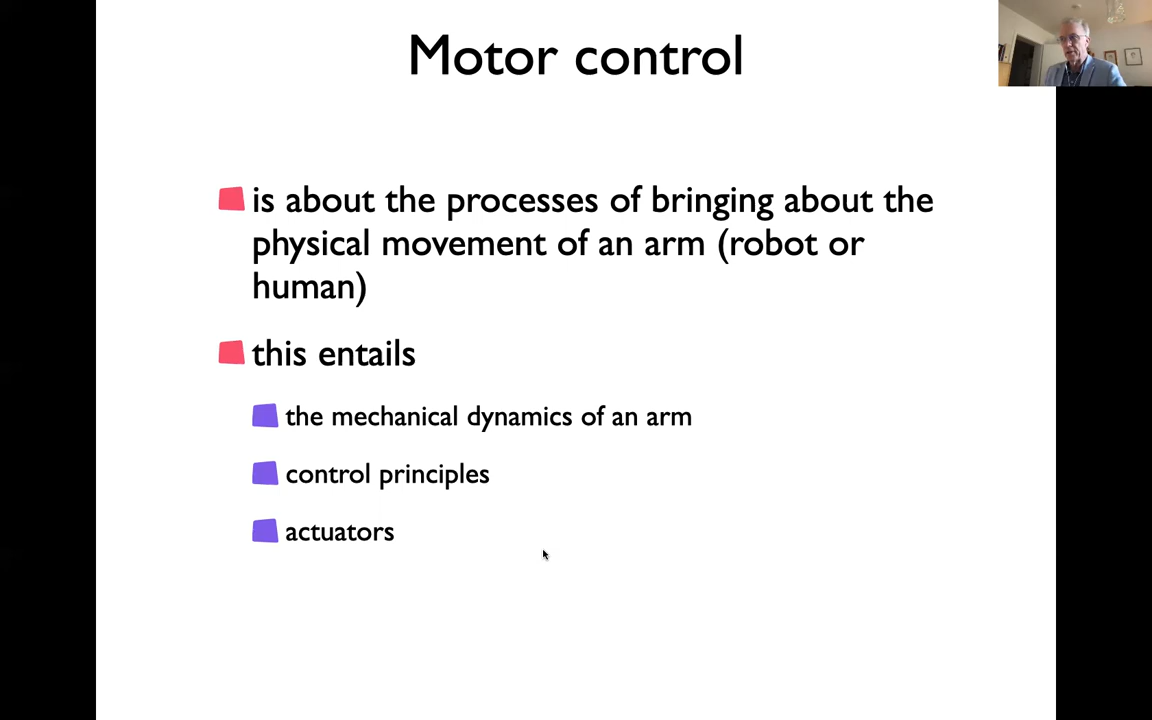 Motor control
is about the processes of bringing about the
physical movement of an arm (robot or
human)
this entails
the mechanical dynamics of an arm
control principles
actuators